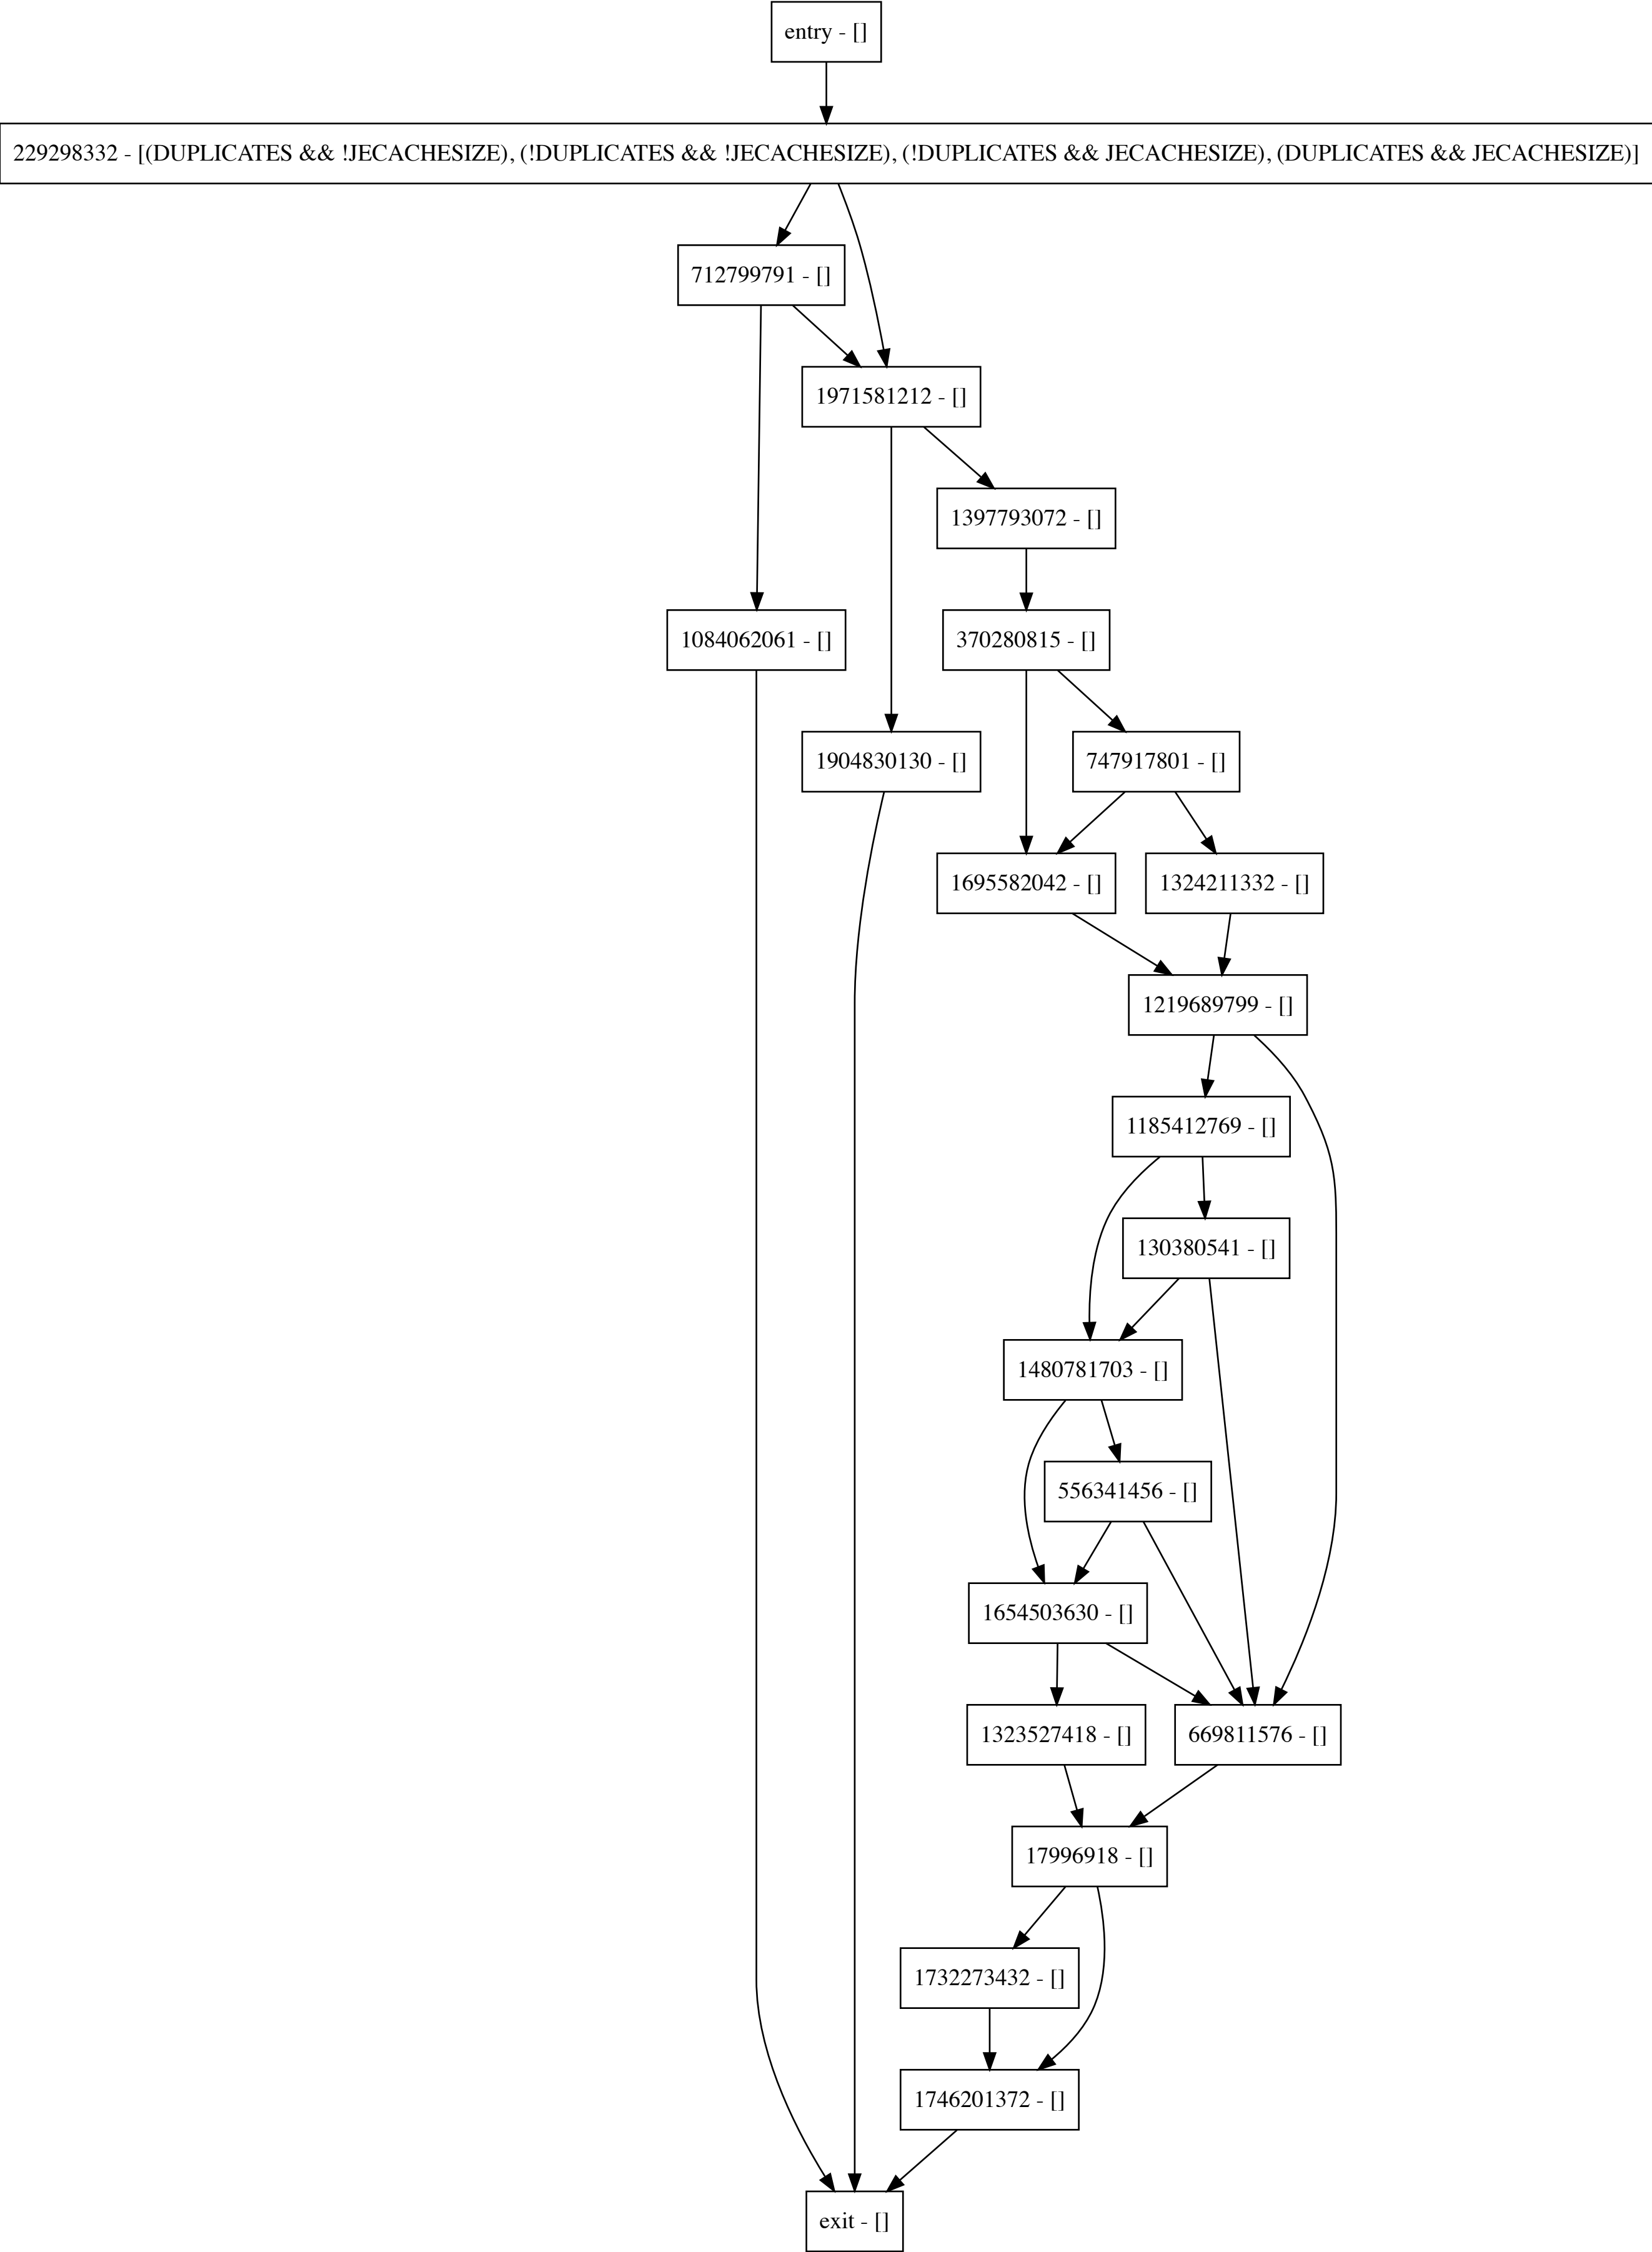 entry - []
229298332 - [(DUPLICATES && !JECACHESIZE), (!DUPLICATES && !JECACHESIZE), (!DUPLICATES && JECACHESIZE), (DUPLICATES && JECACHESIZE)]
712799791 - []
1971581212 - []
1397793072 - []
1084062061 - []
370280815 - []
1904830130 - []
747917801 - []
1695582042 - []
1324211332 - []
1219689799 - []
1185412769 - []
130380541 - []
1480781703 - []
556341456 - []
1654503630 - []
1323527418 - []
669811576 - []
17996918 - []
1732273432 - []
1746201372 - []
exit - []